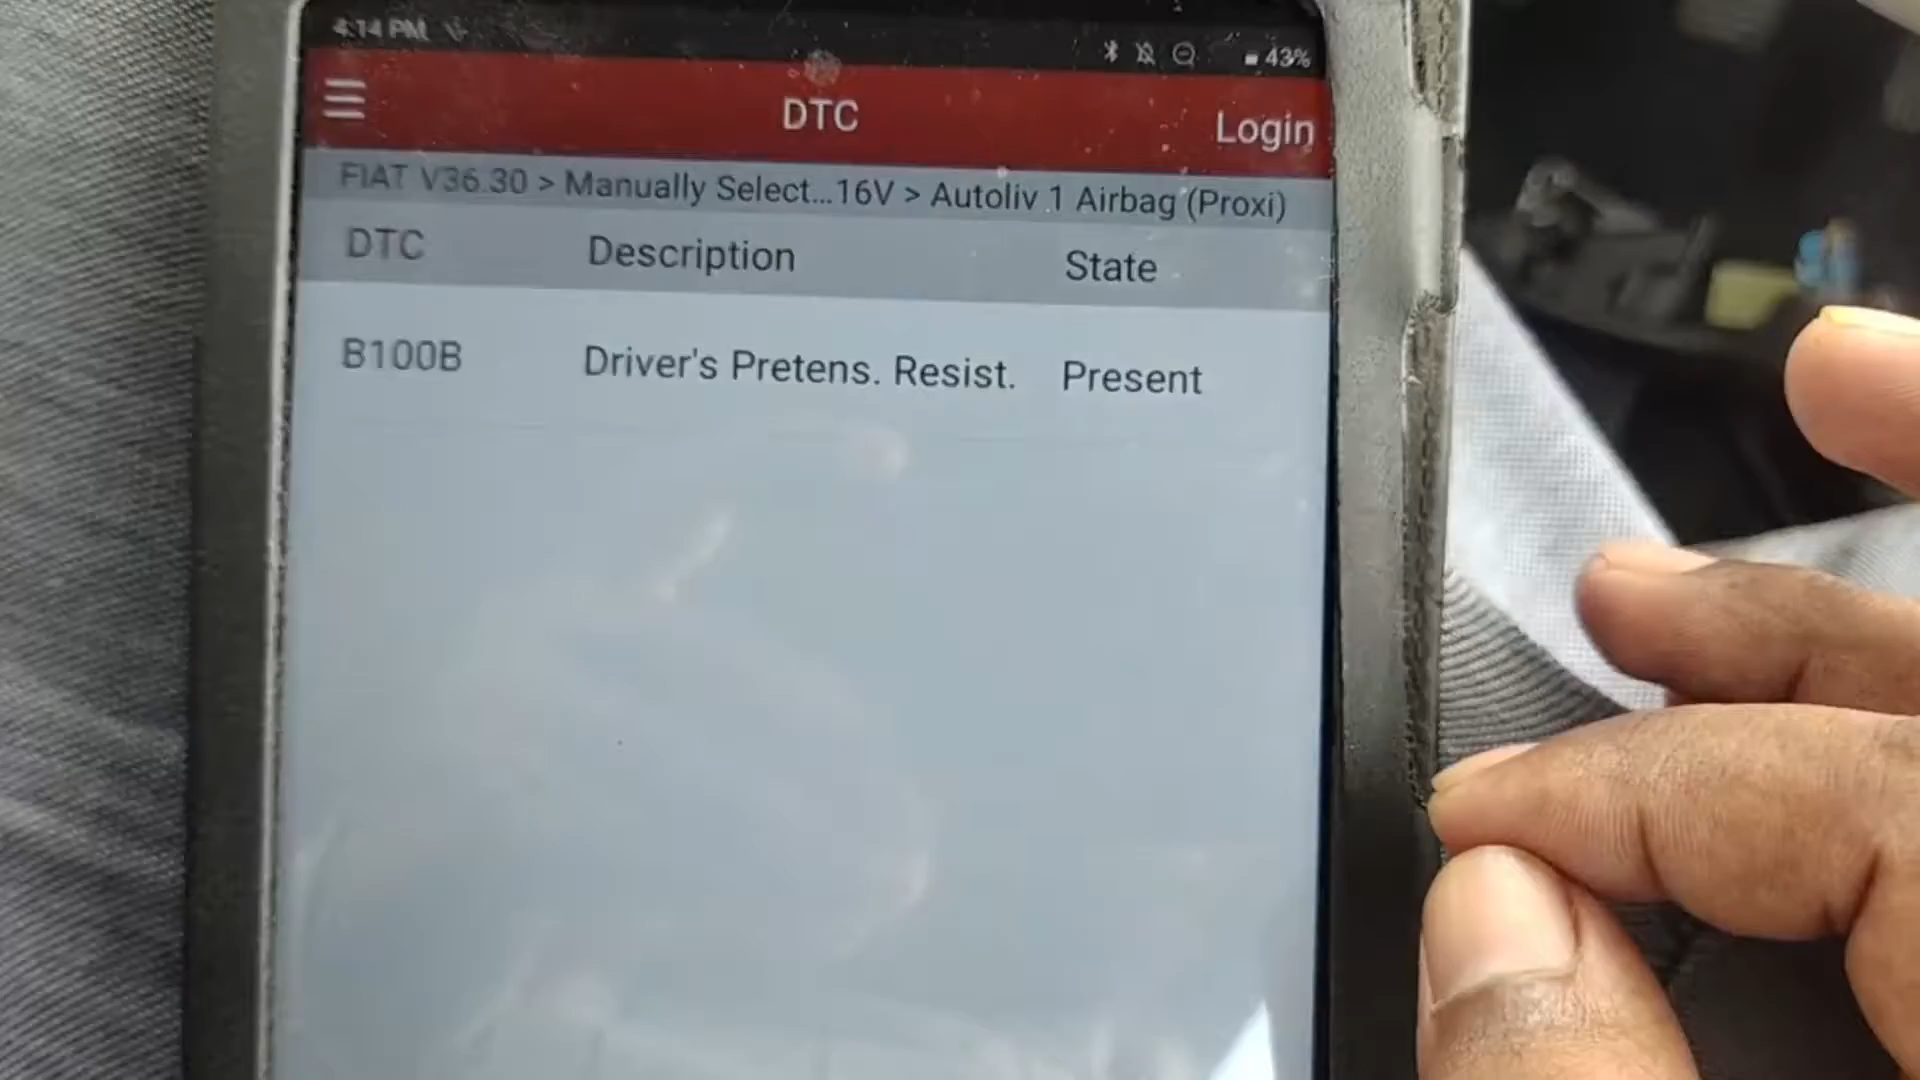 4:14 PM
43%
DTC
Login
FIAT V36.30 > Manually Select...16V > Autoliv 1 Airbag (Proxi)
DTC Description State
B100B Driver's Pretens. Resist. Present